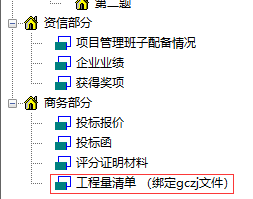 第二题
资信部分
项目管理班子配备情况
企业业绩
获得奖项
商务部分
投标报价
投标函
评分证明材料
工程量清单 （绑定gczj文件）